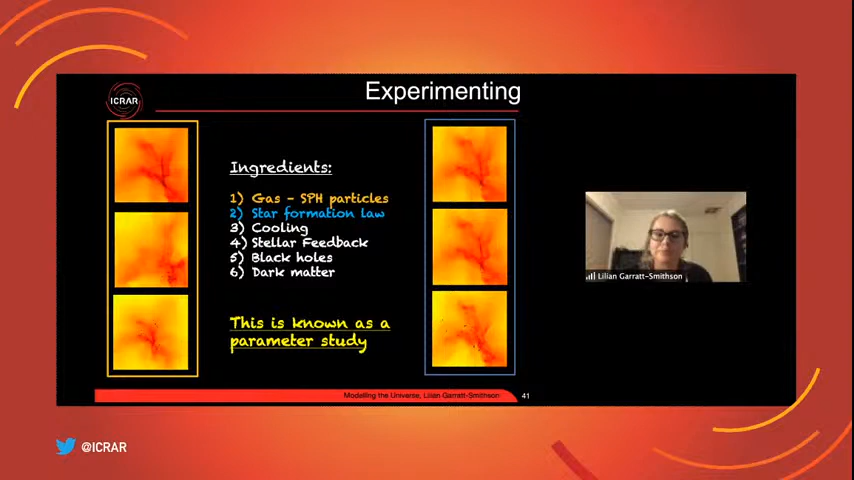 Experimenting
ICRAR
Ingredients:
1) Gas - SPH particles
2) Star formation law
3) Cooling
4) Stellar Feedback
5) Black holes
6) Dark matter
This is known as a
parameter study
Lilian Garratt-Smithson
Modelling the Universe, Lilian Garratt-Smithson
41
@ICRAR